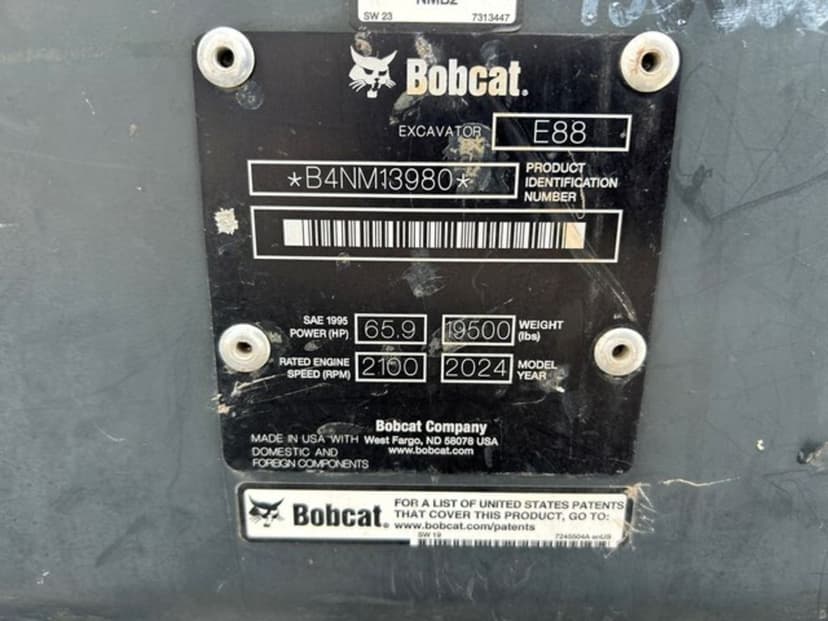 NMB2
SW 23 7313447
Bobcat.
EXCAVATOR E88
*B4NM13980* PRODUCT IDENTIFICATION NUMBER
SAE 1995 POWER (HP) 65.9 19500 WEIGHT (lbs)
RATED ENGINE SPEED (RPM) 2100 2024 MODEL YEAR
Bobcat Company
MADE IN USA WITH West Fargo, ND 58078 USA
DOMESTIC AND www.bobcat.com
FOREIGN COMPONENTS
Bobcat. FOR A LIST OF UNITED STATES PATENTS
THAT COVER THIS PRODUCT, GO TO:
www.bobcat.com/patents
SW 19 7245504A enUS